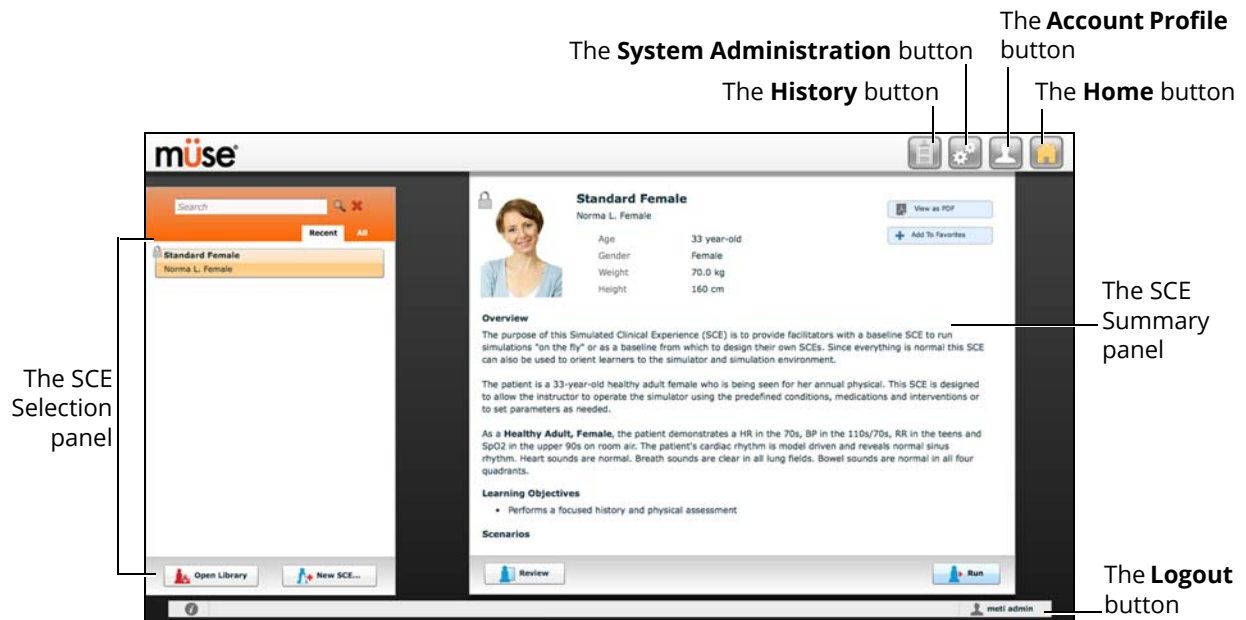 The Account Profile
button
The System Administration button
The History button
The Home button
müse
Search
Recent All
Standard Female
Norma L. Female
Standard Female
Norma L. Female
Age 33 year-old
Gender Female
Weight 70.0 kg
Height 160 cm
View as PDF
Add To Favorites
Overview
The purpose of this Simulated Clinical Experience (SCE) is to provide facilitators with a baseline SCE to run
simulations "on the fly" or as a baseline from which to design their own SCEs. Since everything is normal this SCE
can also be used to orient learners to the simulator and simulation environment.
The patient is a 33-year-old healthy adult female who is being seen for her annual physical. This SCE is designed
to allow the instructor to operate the simulator using the predefined conditions, medications and interventions or
to set parameters as needed.
As a Healthy Adult, Female, the patient demonstrates a HR in the 70s, BP in the 110s/70s, RR in the teens and
SpO2 in the upper 90s on room air. The patient's cardiac rhythm is model driven and reveals normal sinus
rhythm. Heart sounds are normal. Breath sounds are clear in all lung fields. Bowel sounds are normal in all four
quadrants.
Learning Objectives
• Performs a focused history and physical assessment
Scenarios
The SCE
Selection
panel
The SCE
Summary
panel
Open Library
New SCE...
Review
Run
meti admin
The Logout
button